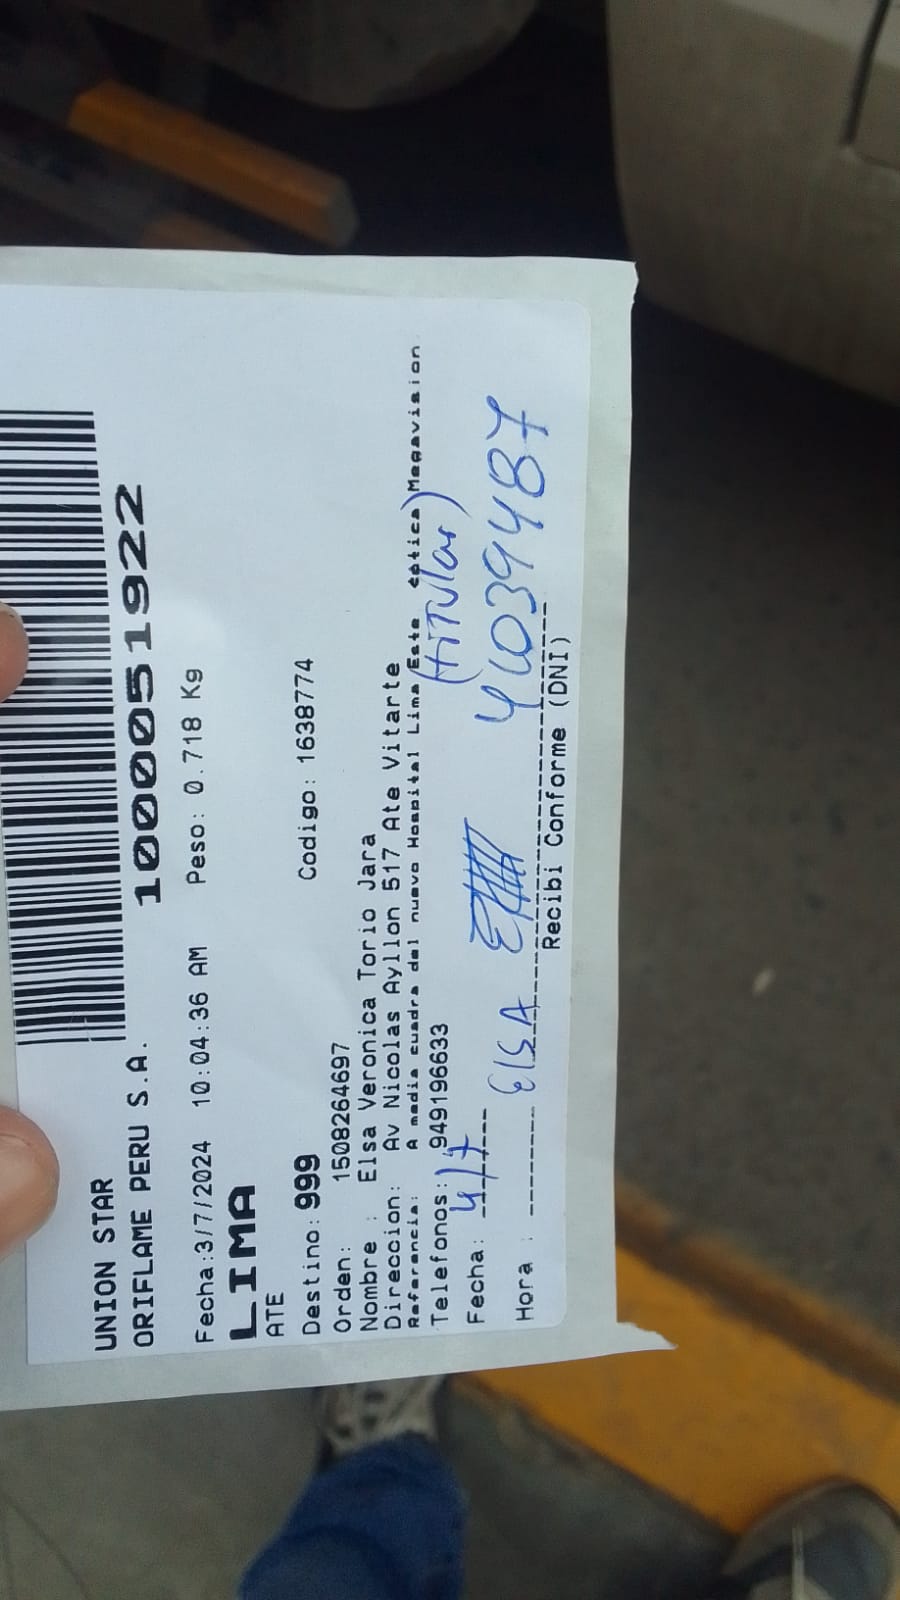 UNION STAR
ORIFLAME PERU S.A. 1000051922
Fecha:3/7/2024 10:04:36 AM Peso: 0.718 Kg
LIMA
ATE
Destino: 999 Codigo: 1638774
Orden: 1508264697
Nombre : Elsa Veronica Torio Jara
Direccion: Av Nicolas Ayllon 517 Ate Vitarte
Referencia: A media cuadra del nuevo Hospital Lima Este optica Megavision
Telefonos: 949196633 (tiTular)
Fecha: 4/7
Hora : ElSA 41039487
Recibi Conforme (DNI)